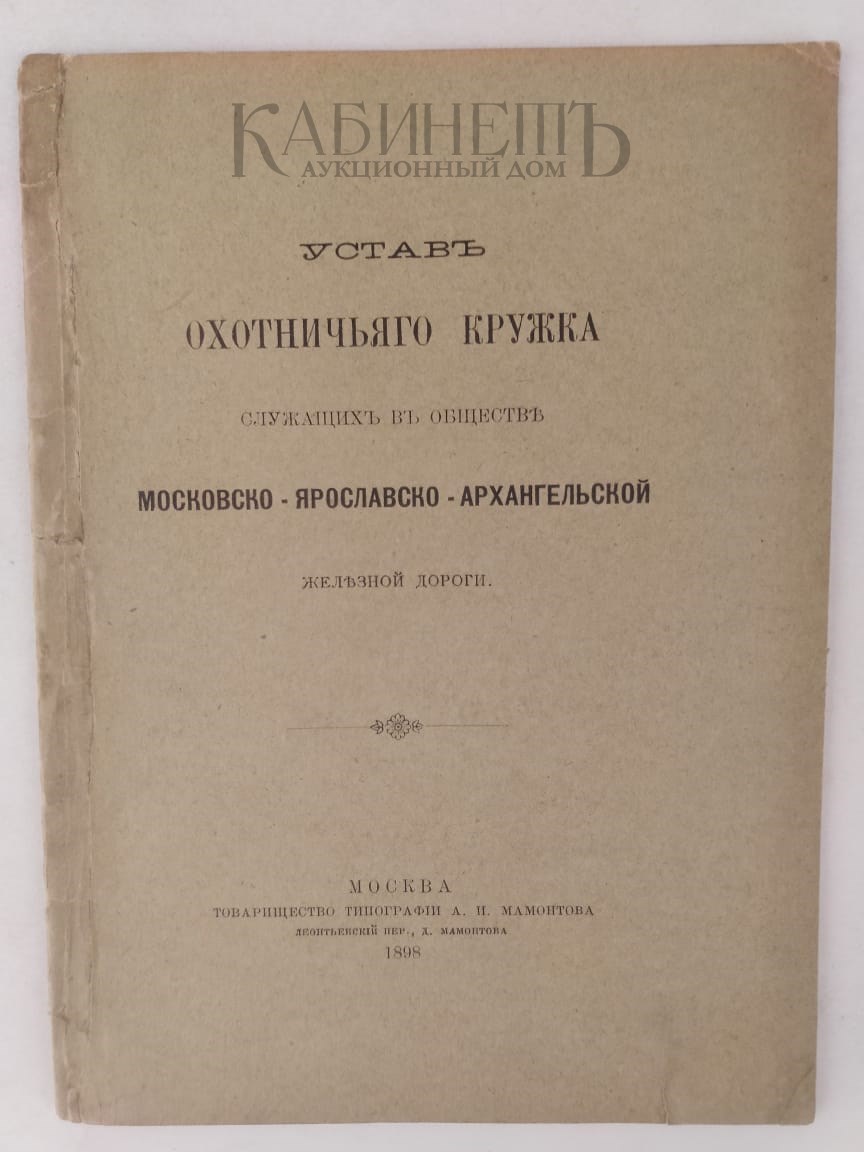 КАБИНЕТЪ
АУКЦИОННЫЙ ДОМ
УСТАВЪ
ОХОТНИЧЬЯГО КРУЖКА
СЛУЖАЩИХЪ ВЪ ОБЩЕСТВѢ
МОСКОВСКО - ЯРОСЛАВСКО - АРХАНГЕЛЬСКОЙ
ЖЕЛѢЗНОЙ ДОРОГИ.
МОСКВА
ТОВАРИЩЕСТВО ТИПОГРАФІИ А. И. МАМОНТОВА
ЛЕОНТЬЕВСКІЙ ПЕР., Д. МАМОНТОВА
1898